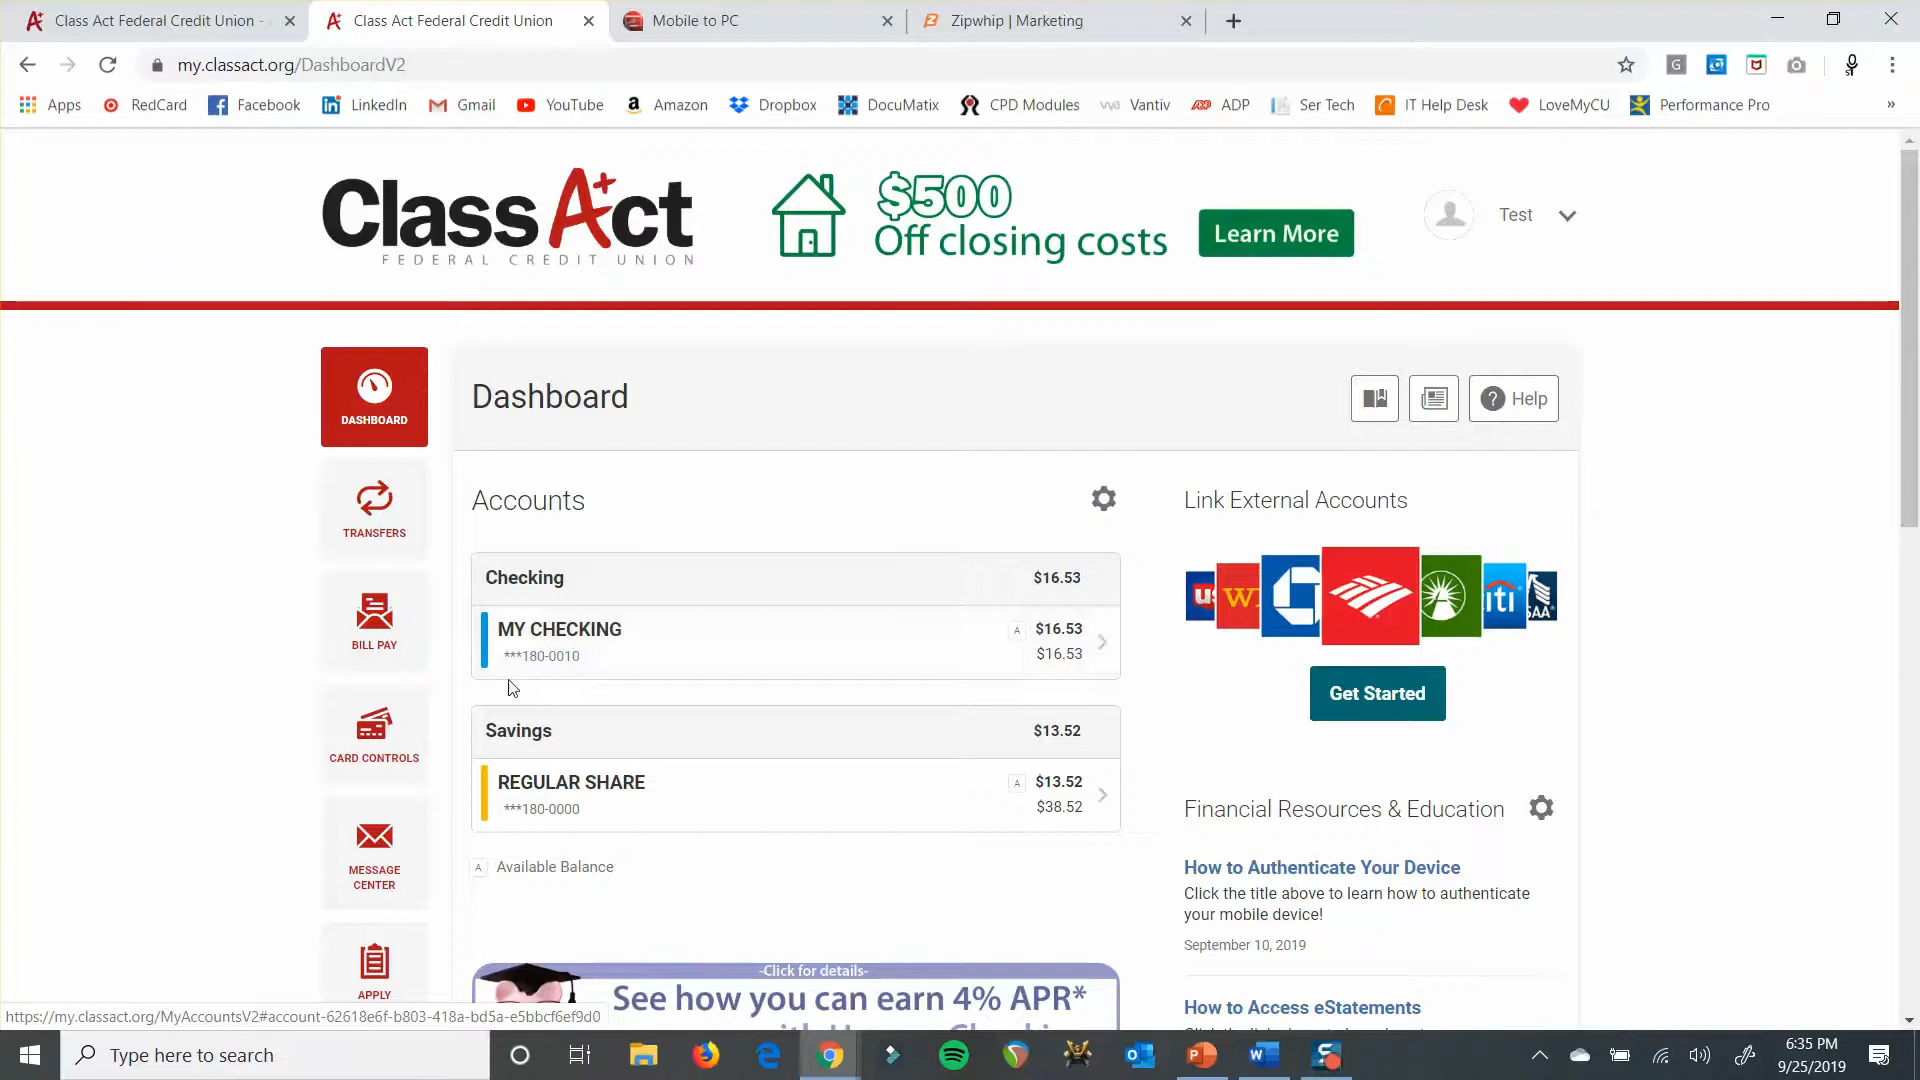 Class Act Federal Credit Union -
Class Act Federal Credit Union
Mobile to PC
Zipwhip | Marketing
my.classact.org/DashboardV2
Apps
RedCard
Facebook
LinkedIn
Gmail
YouTube
Amazon
Dropbox
DocuMatix
CPD Modules
Vantiv
ADP
Ser Tech
IT Help Desk
LoveMyCU
Performance Pro
»
Class Act
FEDERAL CREDIT UNION
$500
Off closing costs
Learn More
Test
DASHBOARD
Dashboard
? Help
TRANSFERS
Accounts
Link External Accounts
Checking $16.53
MY CHECKING A $16.53
***180-0010 $16.53
BILL PAY
us W citi
Get Started
Savings $13.52
CARD CONTROLS
REGULAR SHARE A $13.52
***180-0000 $38.52
Financial Resources & Education
MESSAGE
CENTER
A Available Balance
How to Authenticate Your Device
Click the title above to learn how to authenticate
your mobile device!
September 10, 2019
APPLY
-Click for details-
See how you can earn 4% APR*
How to Access eStatements
https://my.classact.org/MyAccountsV2#account-62618e6f-b803-418a-bd5a-e5bbcf6ef9d0
Type here to search
6:35 PM
9/25/2019